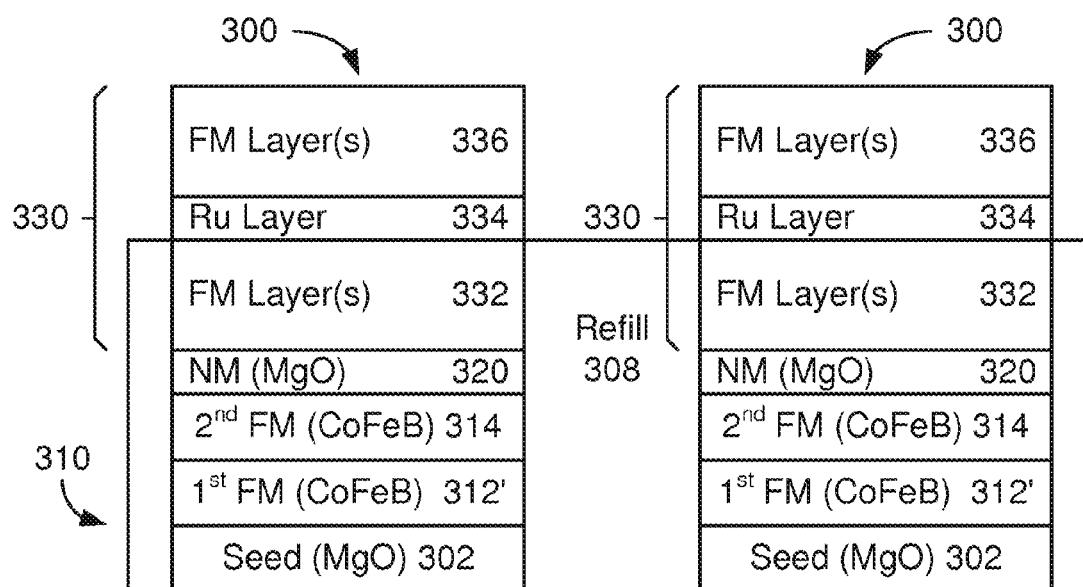 300 300
FM Layer(s) 336 FM Layer(s) 336
330 Ru Layer 334 330 Ru Layer 334
FM Layer(s) 332 FM Layer(s) 332
Refill
NM (MgO) 320 308 NM (MgO) 320
2nd FM (CoFeB) 314 2nd FM (CoFeB) 314
310
1st FM (CoFeB) 312' 1st FM (CoFeB) 312'
Seed (MgO) 302 Seed (MgO) 302